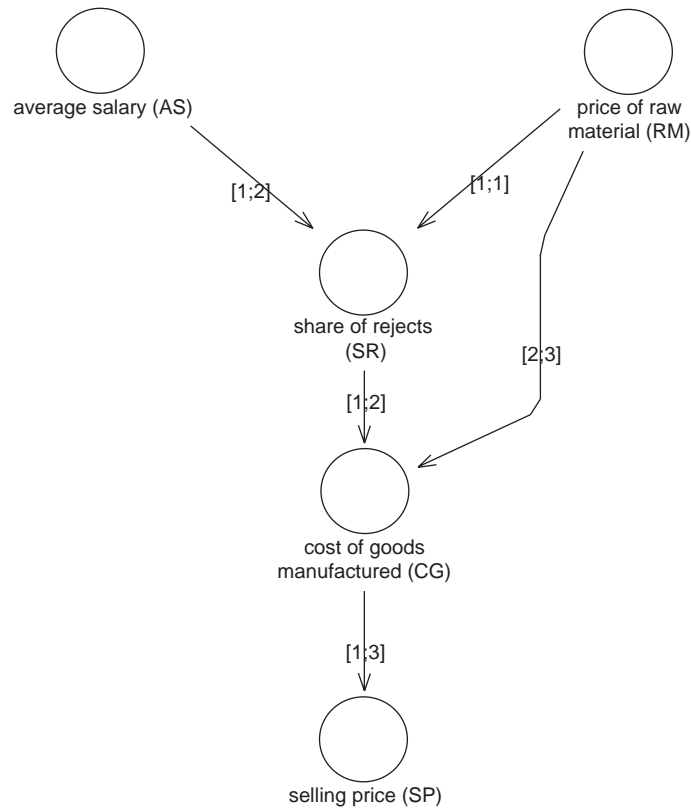 average salary (AS)
price of raw
material (RM)
[1;2]
[1;1]
share of rejects
(SR)
[2;3]
[1;2]
cost of goods
manufactured (CG)
[1;3]
selling price (SP)